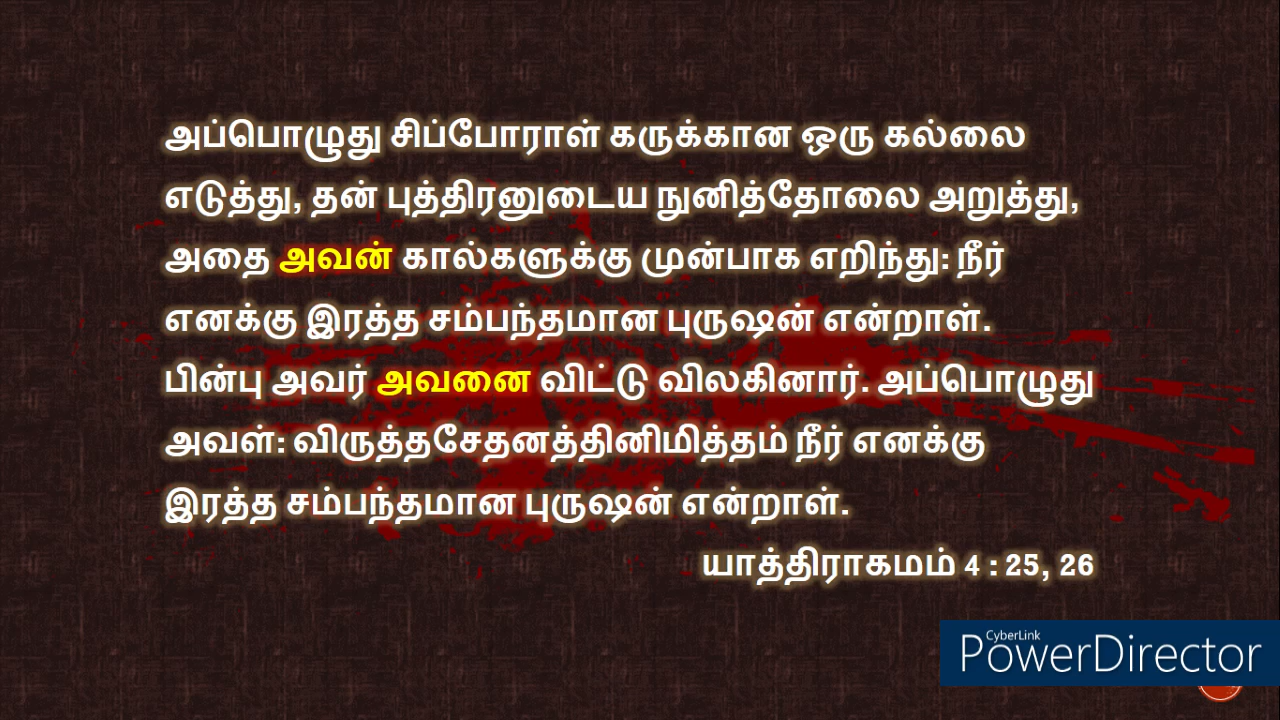 அப்பொழுது சிப்போராள் கருக்கான ஒரு கல்லை
எடுத்து, தன் புத்திரனுடைய நுனித்தோலை அறுத்து,
அதை அவன் கால்களுக்கு முன்பாக எறிந்து: நீர்
எனக்கு இரத்த சம்பந்தமான புருஷன் என்றாள்.
பின்பு அவர் அவனை விட்டு விலகினார். அப்பொழுது
அவள்: விருத்தசேதனத்தினிமித்தம் நீர் எனக்கு
இரத்த சம்பந்தமான புருஷன் என்றாள்.
யாத்திராகமம் 4 : 25, 26
CyberLink
PowerDirector